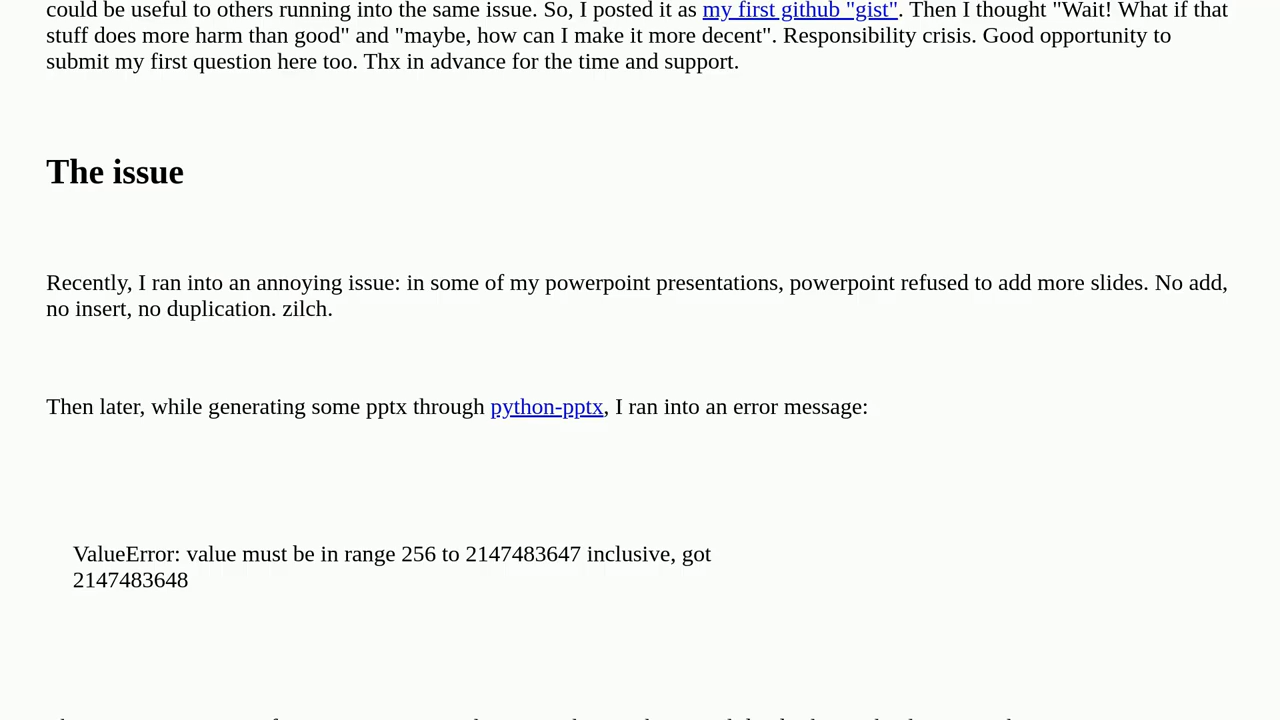 could be useful to others running into the same issue. So, I posted it as my first github "gist". Then I thought "Wait! What if that
stuff does more harm than good" and "maybe, how can I make it more decent". Responsibility crisis. Good opportunity to
submit my first question here too. Thx in advance for the time and support.
The issue
Recently, I ran into an annoying issue: in some of my powerpoint presentations, powerpoint refused to add more slides. No add,
no insert, no duplication. zilch.
Then later, while generating some pptx through python-pptx, I ran into an error message:
ValueError: value must be in range 256 to 2147483647 inclusive, got
2147483648